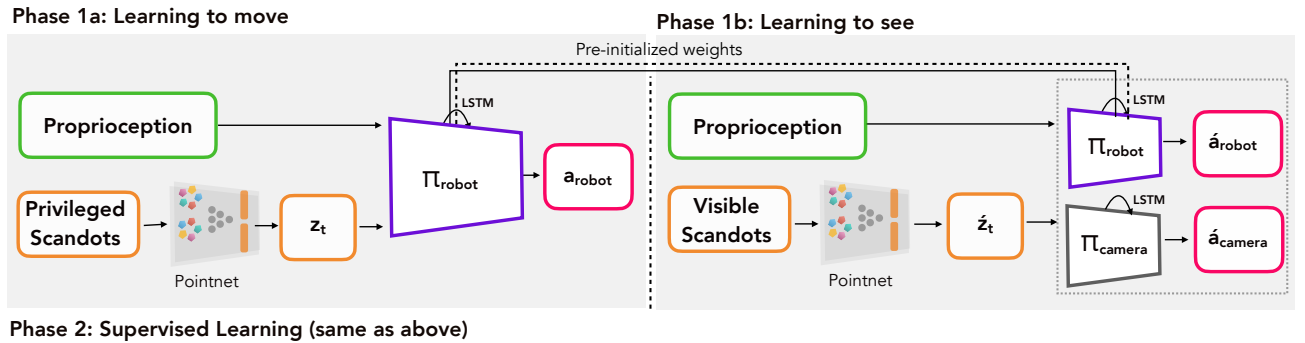 Phase 1a: Learning to move
Phase 1b: Learning to see
Pre-initialized weights
Proprioception
LSTM
πrobot
arobot
Privileged
Scandots
Pointnet
zt
Proprioception
LSTM
πrobot
árobot
Visible
Scandots
Pointnet
źt
LSTM
πcamera
ácamera
Phase 2: Supervised Learning (same as above)